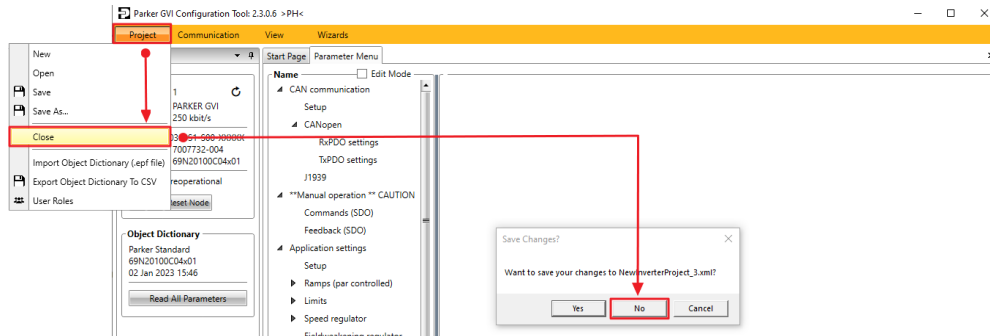 Parker GVI Configuration Tool: 2.3.0.6 >PH<
Project Communication View Wizards
New
Open
Save
Save As...
Close
Import Object Dictionary (.epf file)
Export Object Dictionary To CSV
User Roles
1
PARKER GVI
250 kbit/s
7007732-004
69N20100C04x01
reoperational
Reset Node
Object Dictionary
Parker Standard
69N20100C04x01
02 Jan 2023 15:46
Read All Parameters
Start Page Parameter Menu
Name Edit Mode
CAN communication
Setup
CANopen
RxPDO settings
TxPDO settings
J1939
**Manual operation ** CAUTION
Commands (SDO)
Feedback (SDO)
Application settings
Setup
Ramps (par controlled)
Limits
Speed regulator
Fieldweakening regulator
Save Changes?
Want to save your changes to NewInverterProject_3.xml?
Yes No Cancel